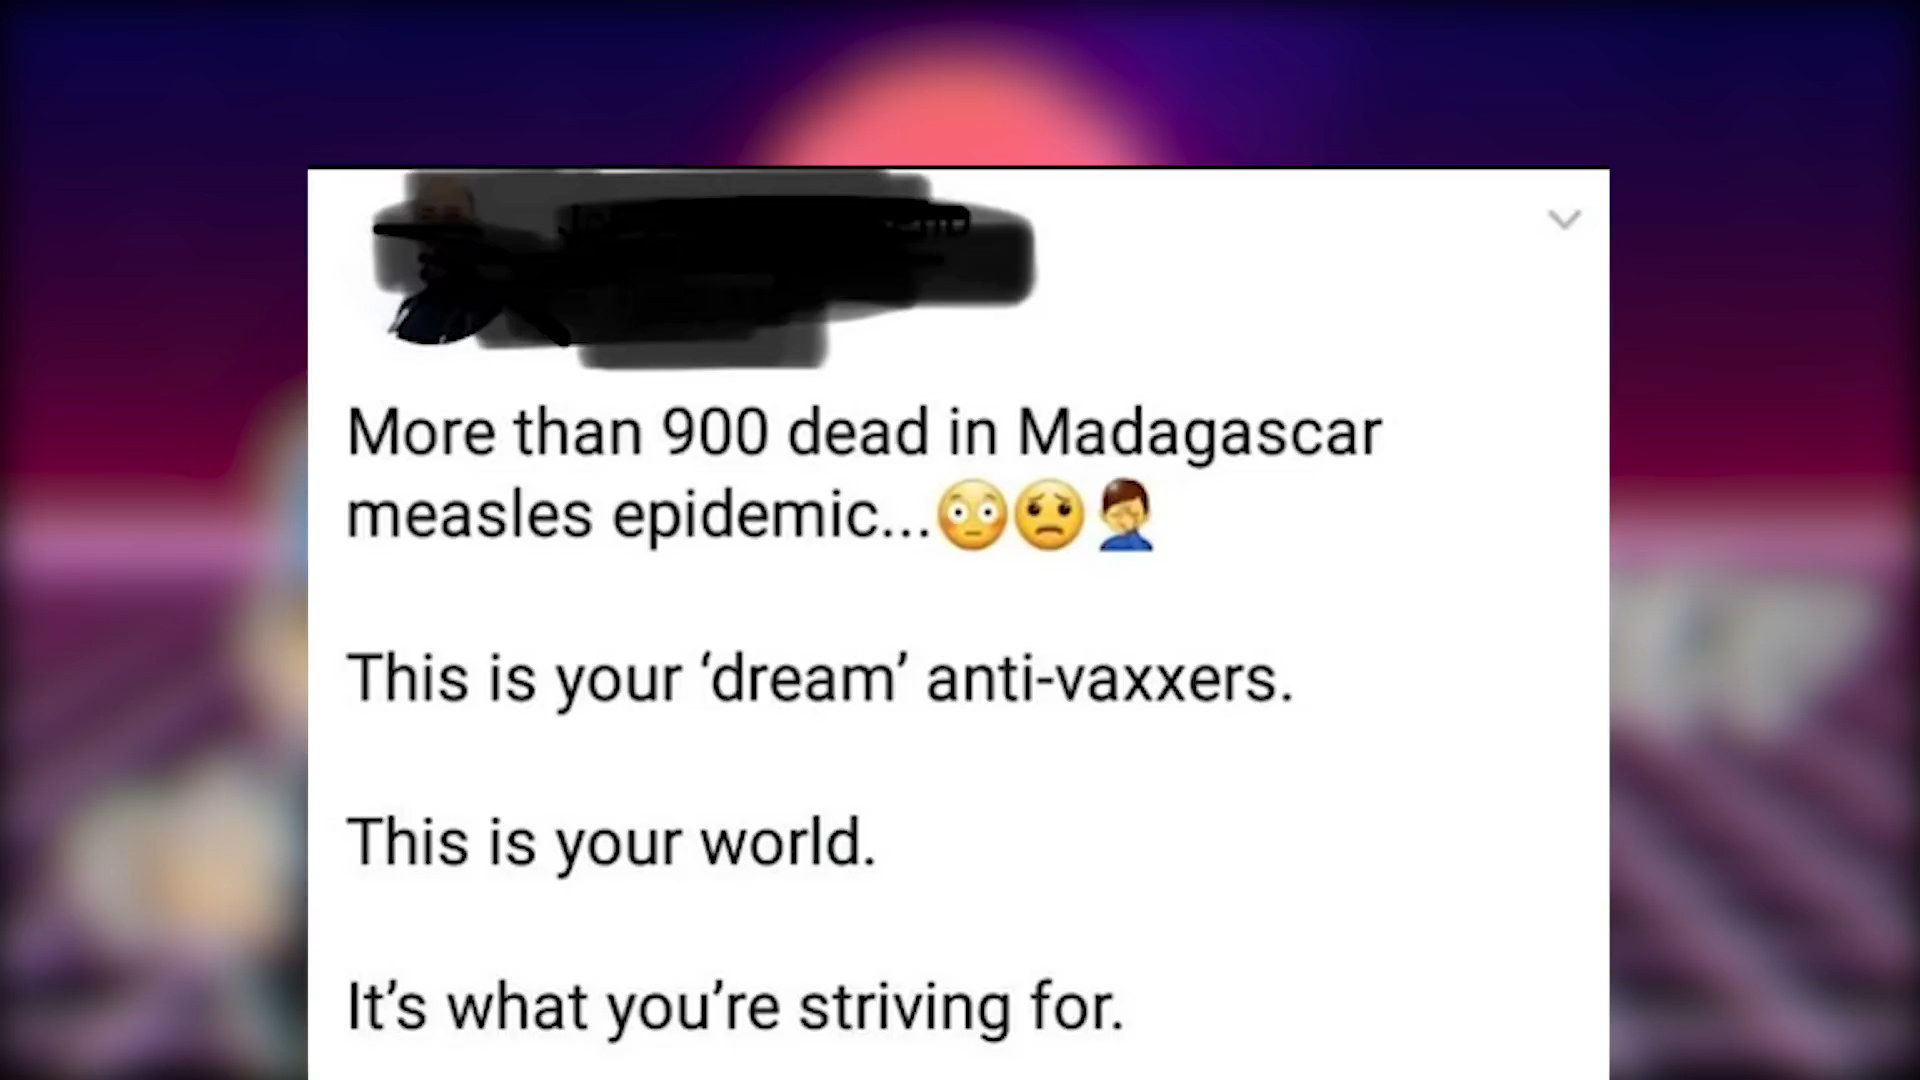 More than 900 dead in Madagascar
measles epidemic...😳😟🤦‍♂️
This is your ‘dream’ anti-vaxxers.
This is your world.
It’s what you’re striving for.